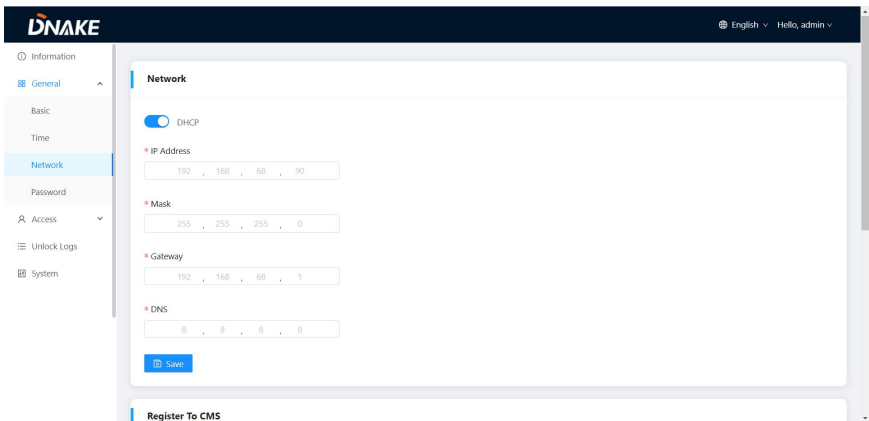 DNAKE
English
Hello, admin
Information
General
Basic
Time
Network
Password
Access
Unlock Logs
System
Network
DHCP
* IP Address
192 . 168 . 68 . 90
* Mask
255 . 255 . 255 . 0
* Gateway
192 . 168 . 68 . 1
* DNS
8 . 8 . 8 . 8
Save
Register To CMS